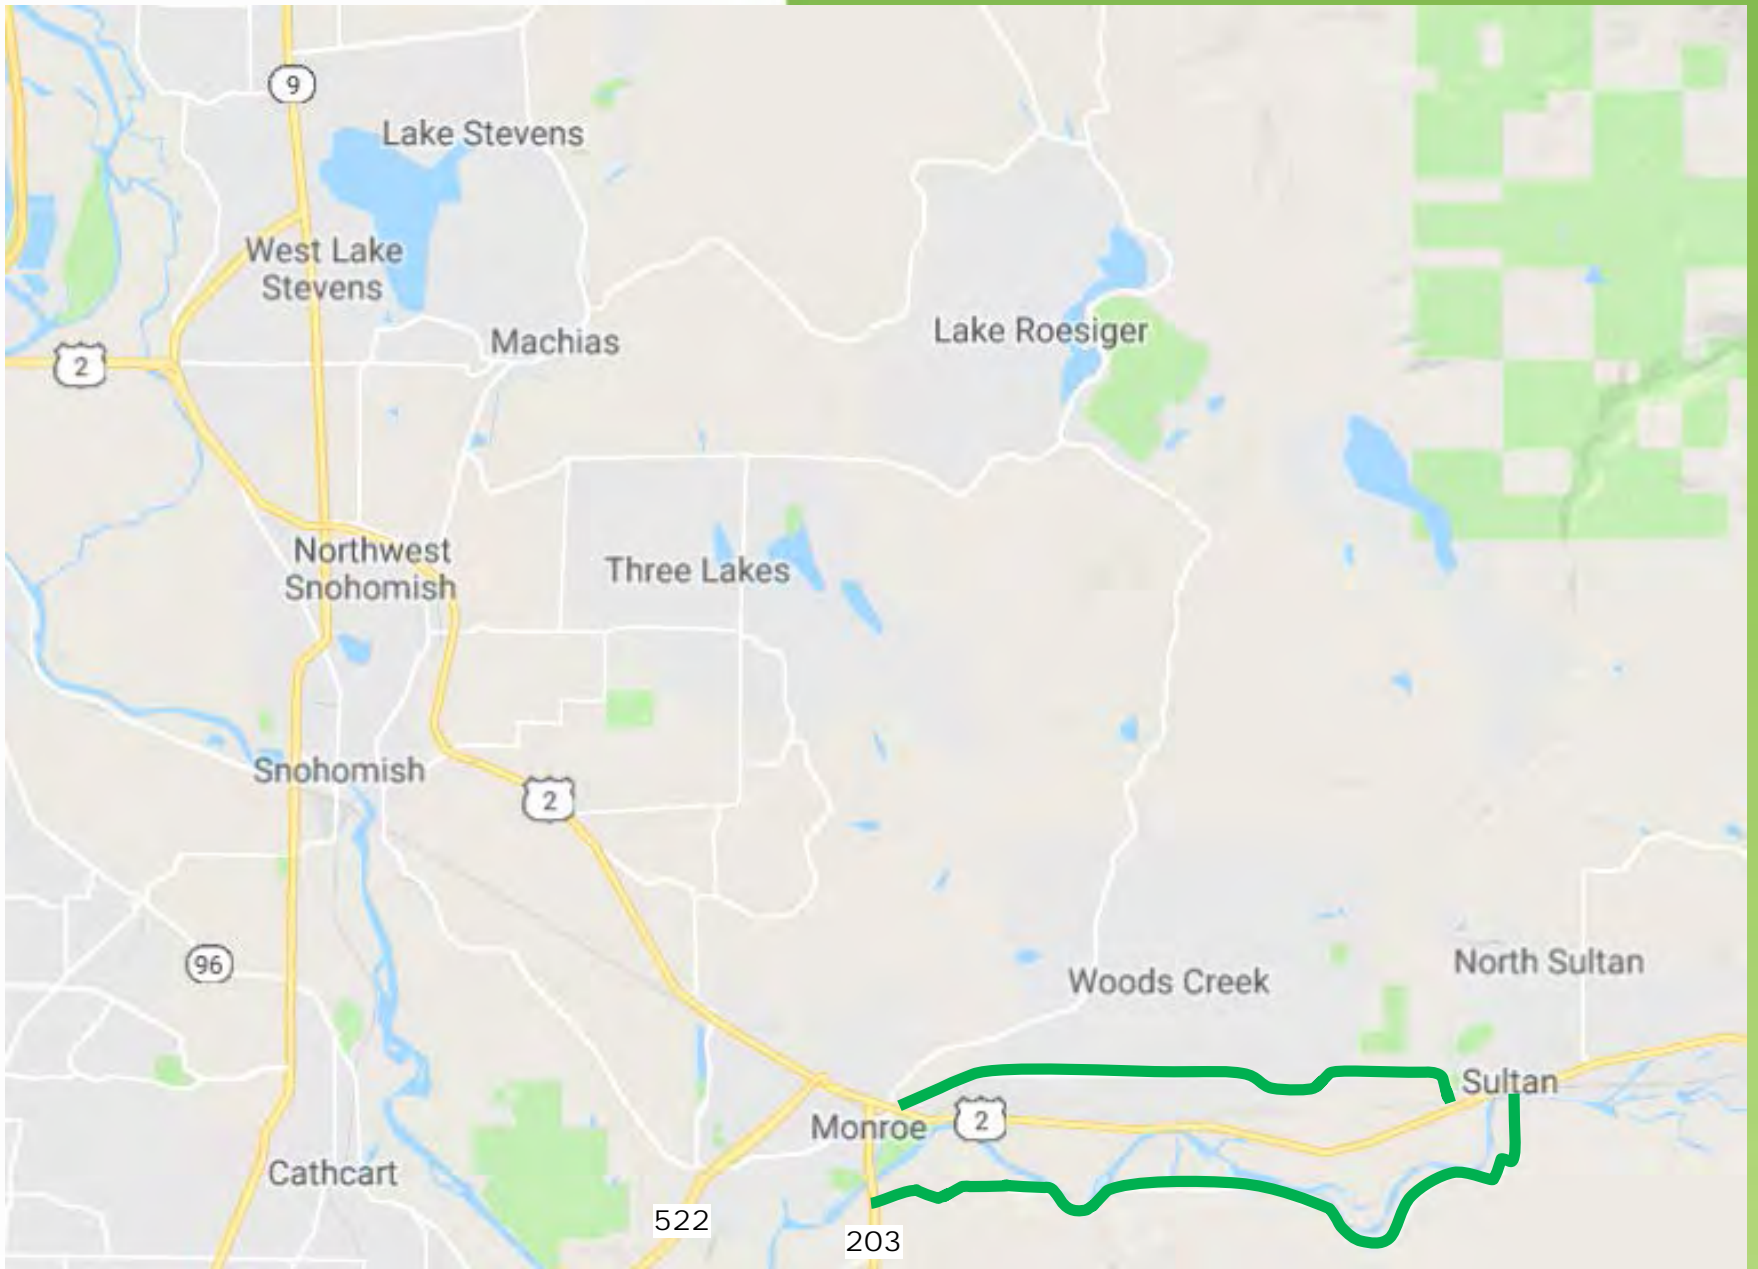 9
Lake Stevens
West Lake
Stevens
Machias
Lake Roesiger
2
Northwest
Snohomish
Three Lakes
Snohomish
2
96
North Sultan
Woods Creek
Sultan
Monroe
2
Cathcart
522
203